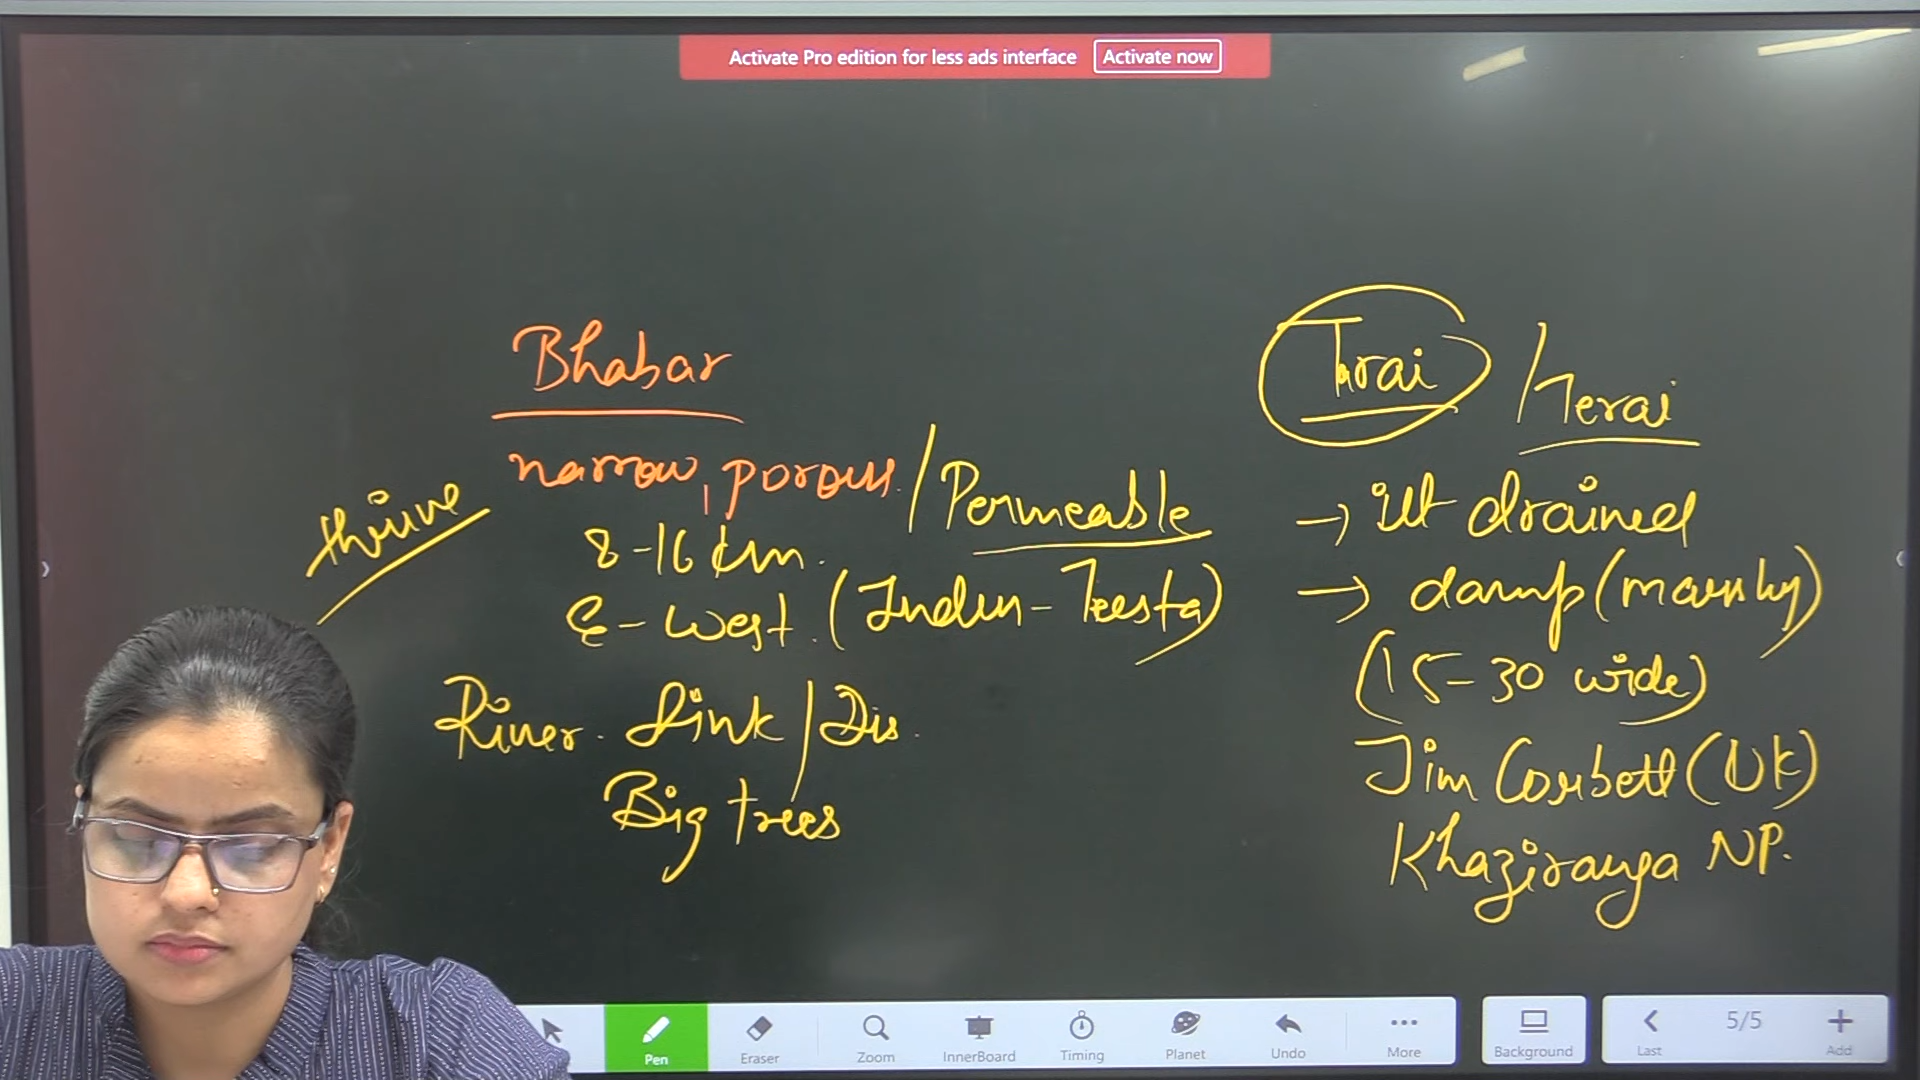 Activate Pro edition for less ads interface Activate now
Bhabar
narrow, porous / Permeable
thrive
8-16 km.
E-west. (Indus-Teesta)
River. Sink / Dis.
Big trees
Tarai / Terai
→ ill drained
→ damp (marshy)
(15-30 wide)
Jim Corbett (UK)
Khaziranga NP.
Pen
Eraser
Zoom
InnerBoard
Timing
Planet
Undo
More
Background
Last
5/5
Add